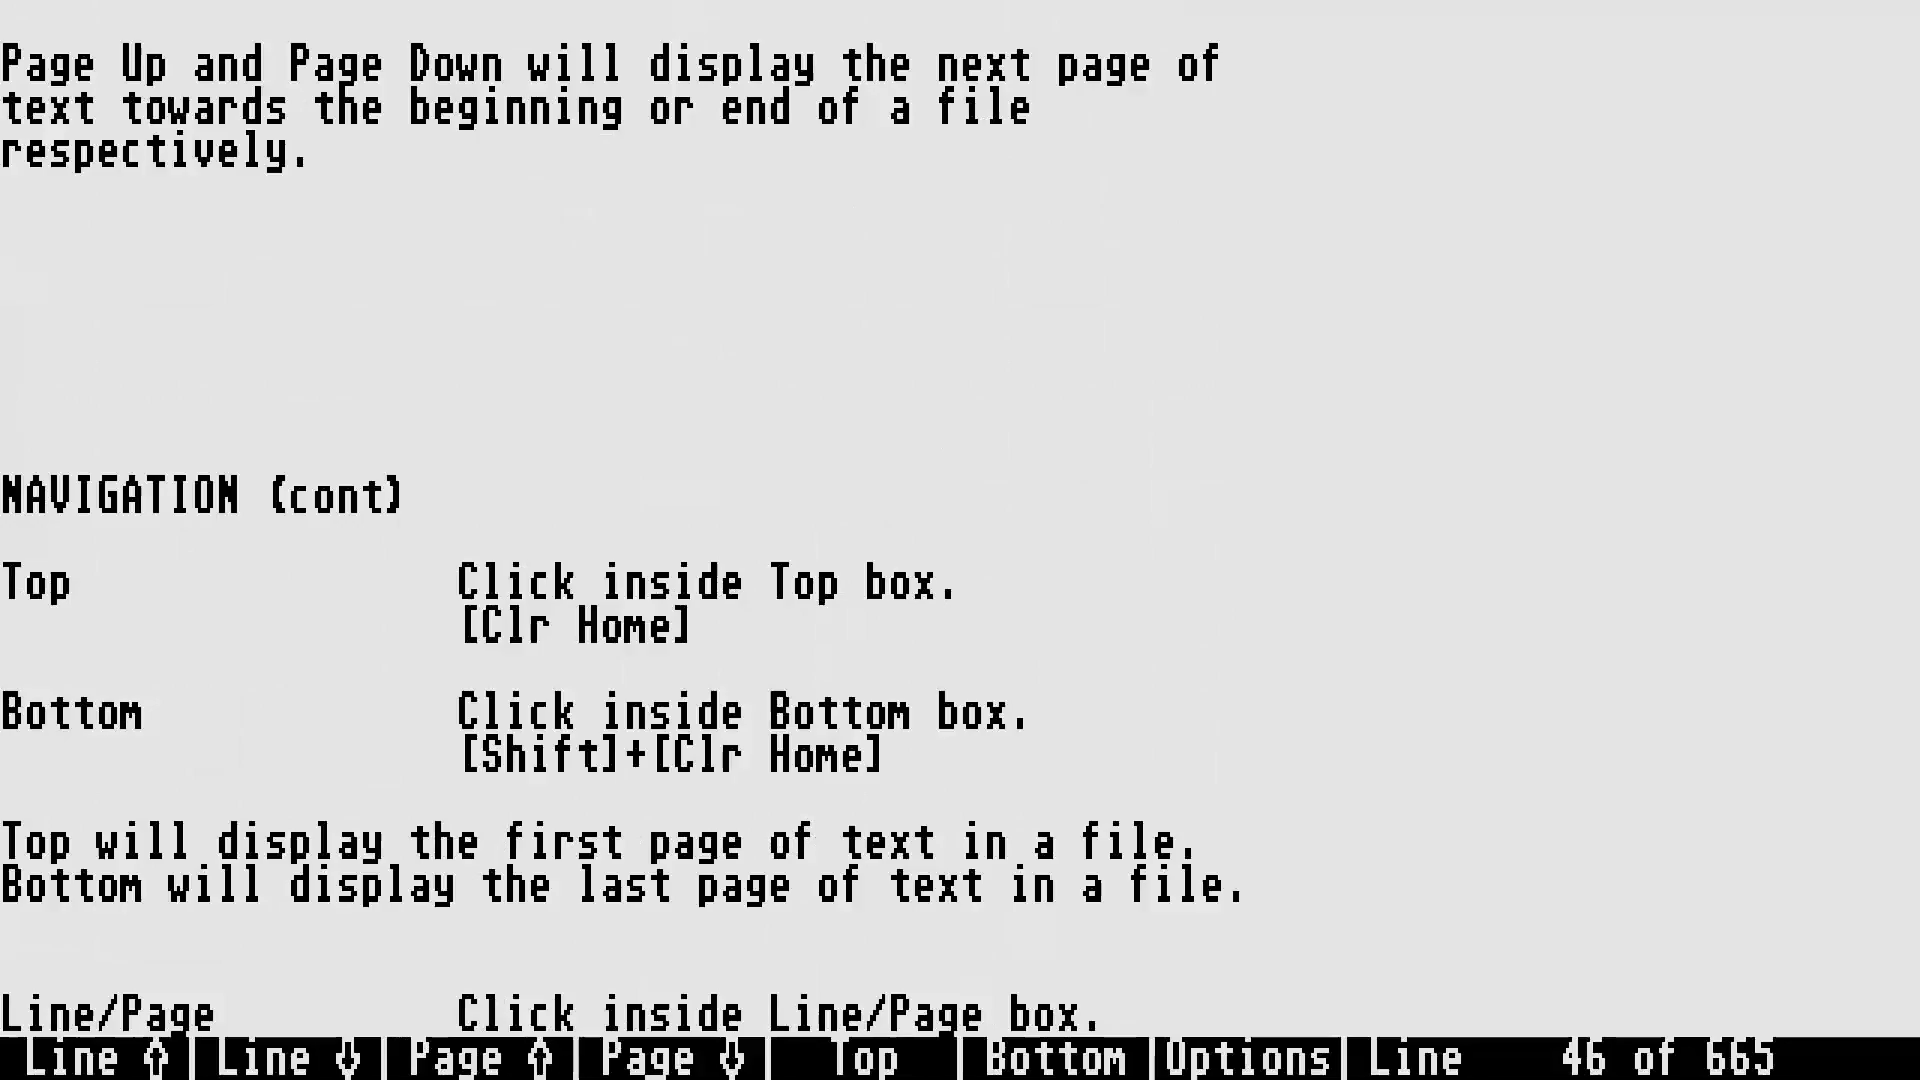 Page Up and Page Down will display the next page of
text towards the beginning or end of a file
respectively.
NAVIGATION (cont)
Top Click inside Top box.
[Clr Home]
Bottom Click inside Bottom box.
[Shift]+[Clr Home]
Top will display the first page of text in a file.
Bottom will display the last page of text in a file.
Line/Page Click inside Line/Page box.
Line ⇧ | Line ⇩ | Page ⇧ | Page ⇩ | Top | Bottom |Options| Line 46 of 665